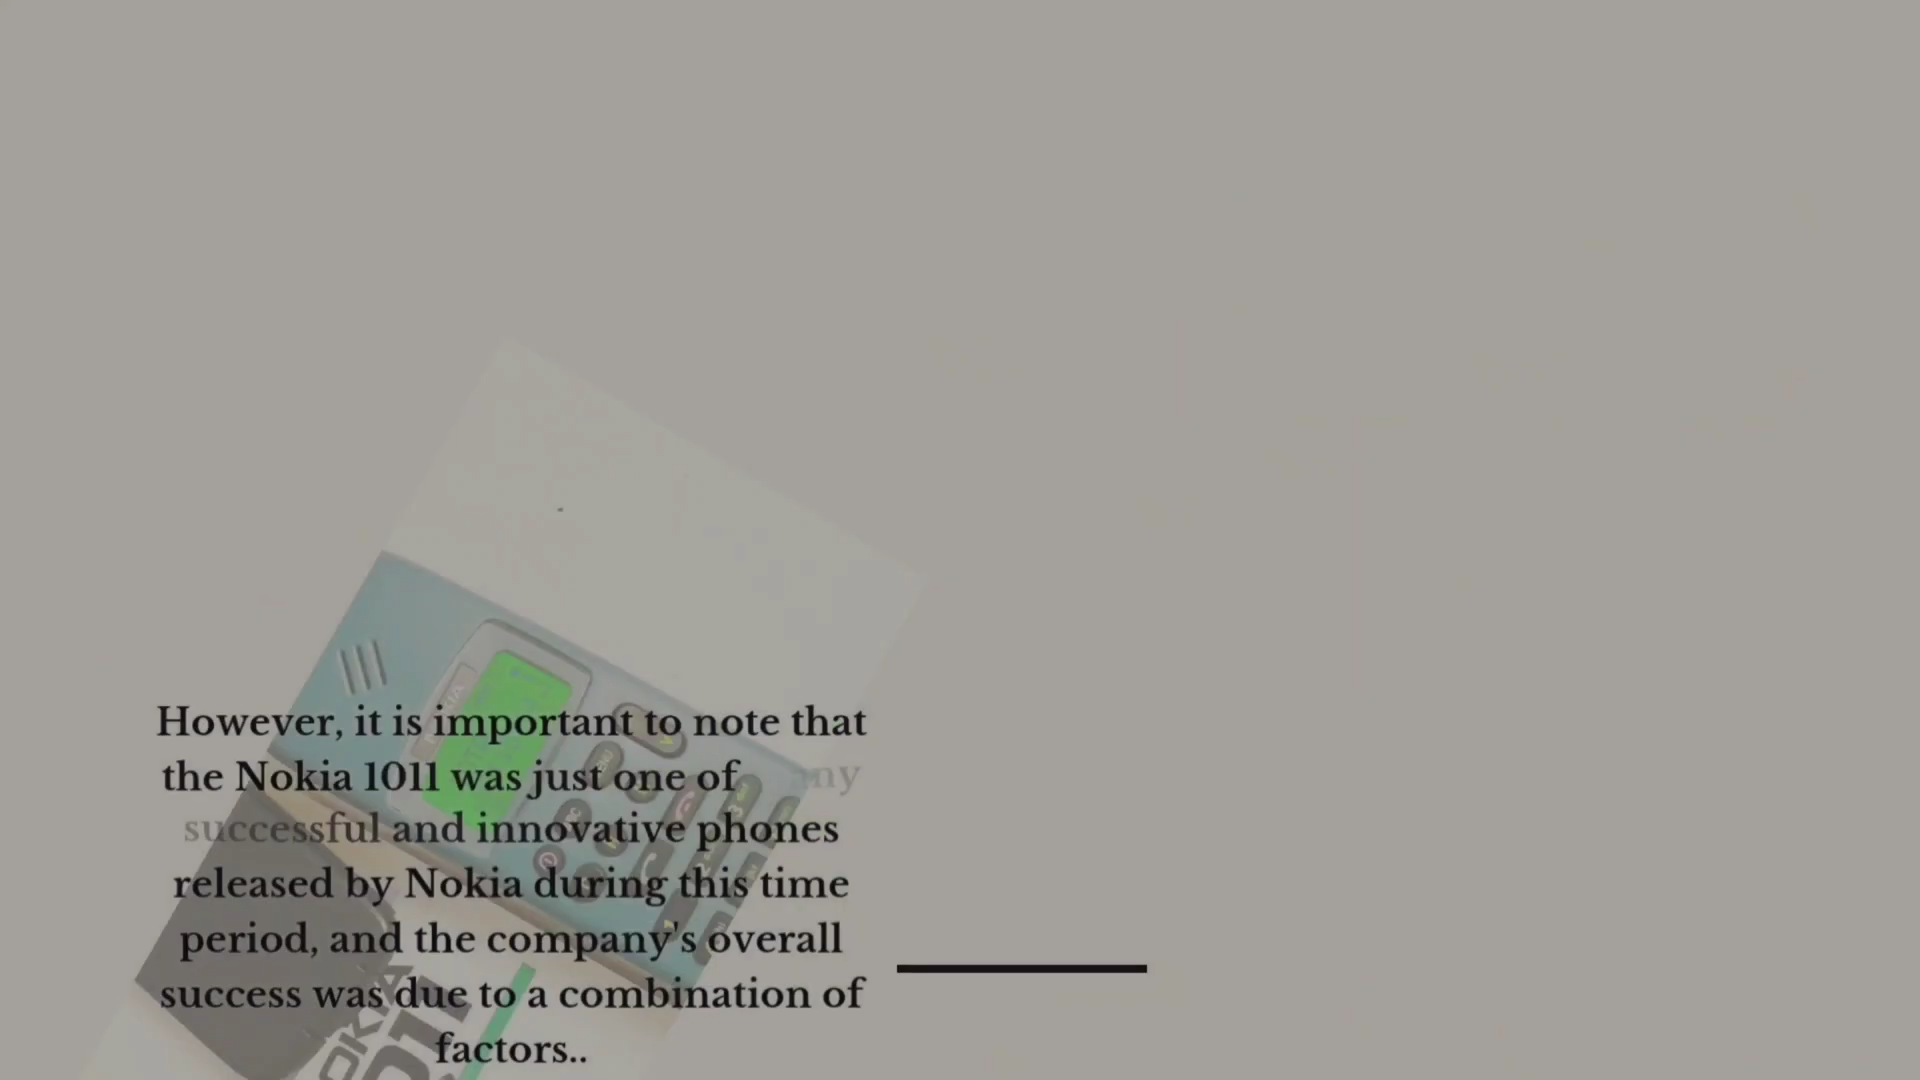 However, it is important to note that
the Nokia 1011 was just one of
successful and innovative phones
released by Nokia during this time
period, and the company's overall
success was due to a combination of
factors..